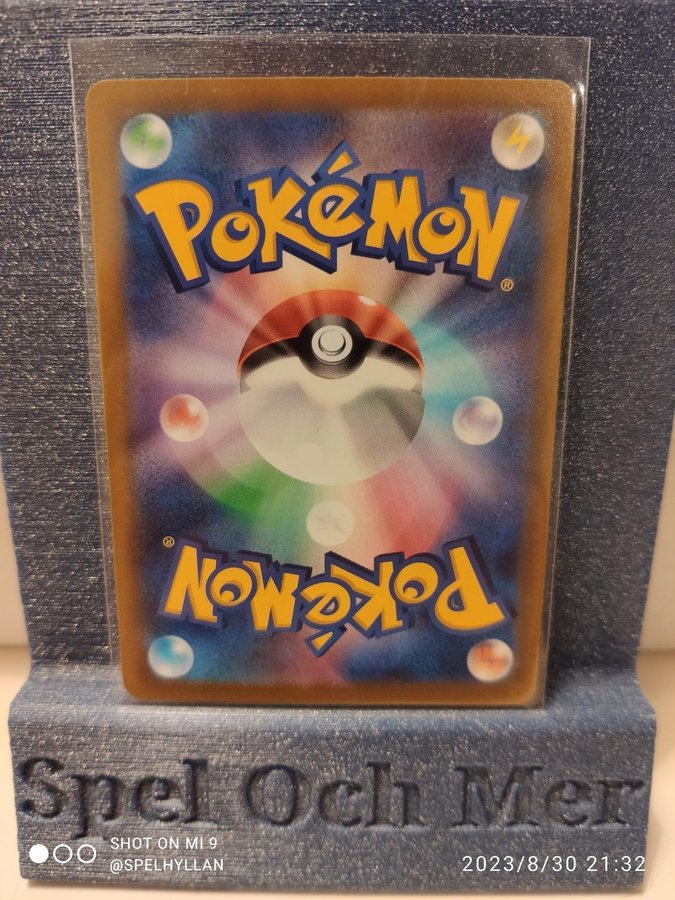 POKéMON
®
®
POKéMON
Spel Och Mer
SHOT ON MI 9
@SPELHYLLAN
2023/8/30 21:32